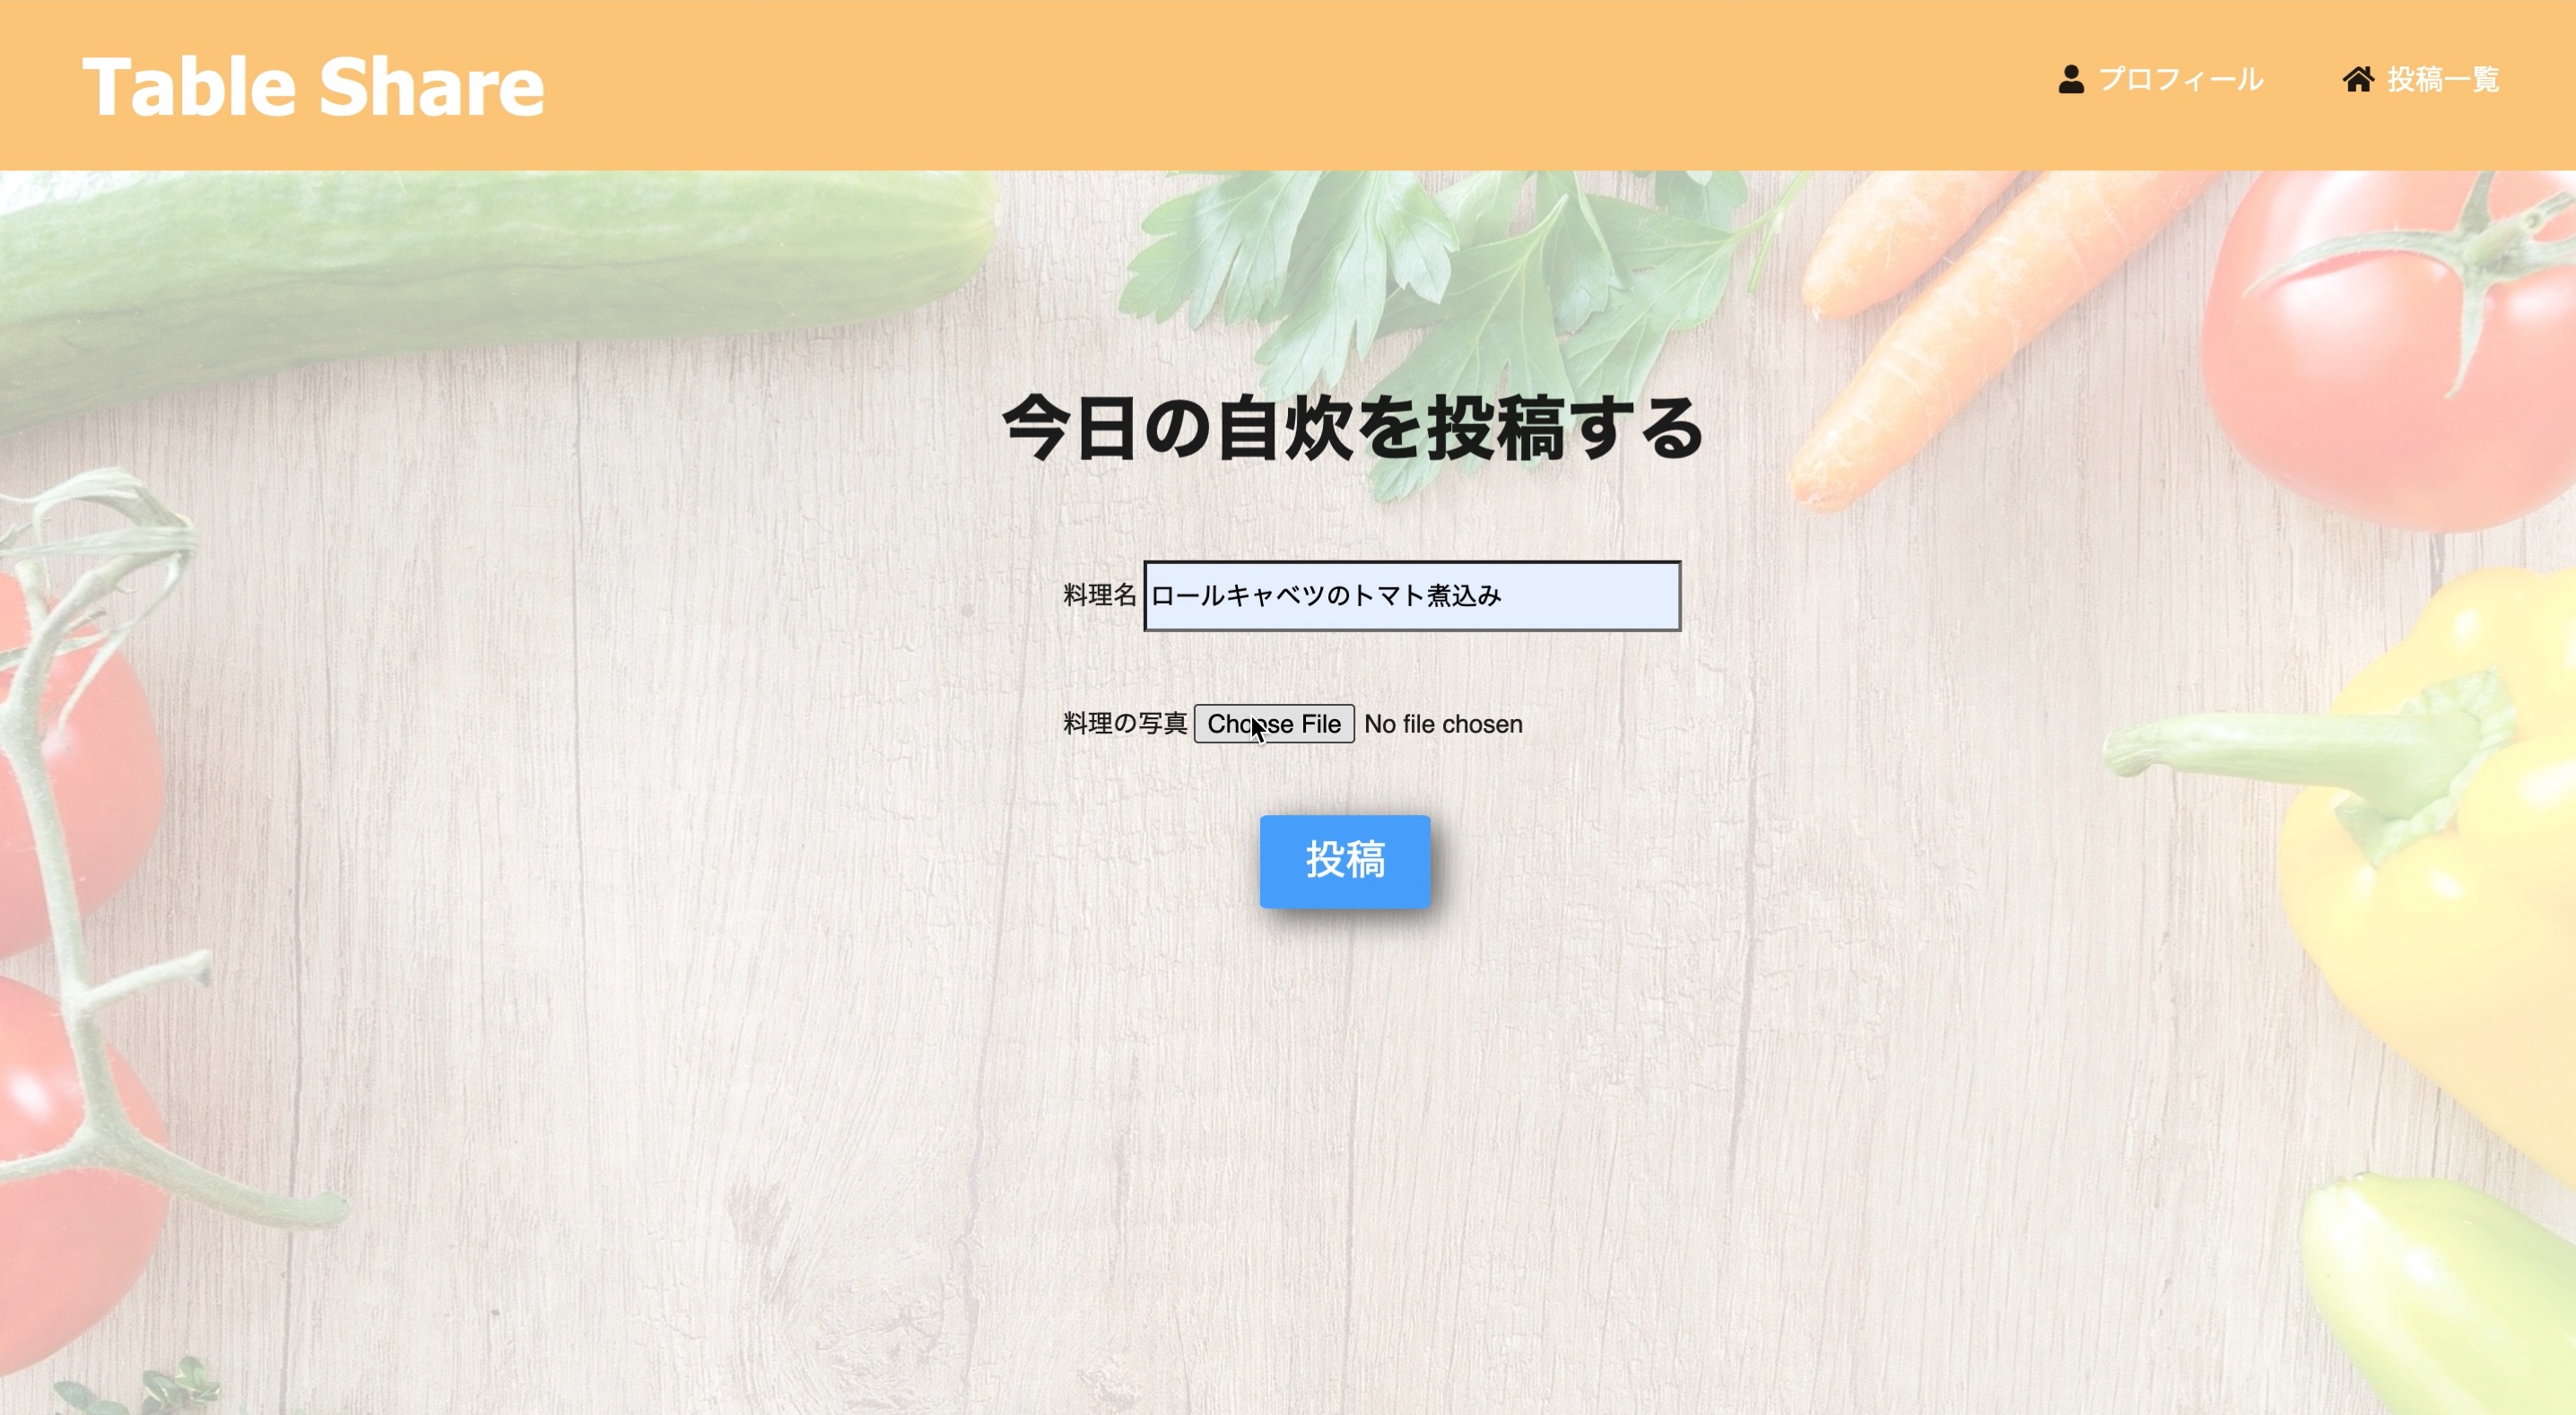 Table Share
プロフィール
投稿一覧
今日の自炊を投稿する
料理名 ロールキャベツのトマト煮込み
料理の写真 Choose File No file chosen
投稿